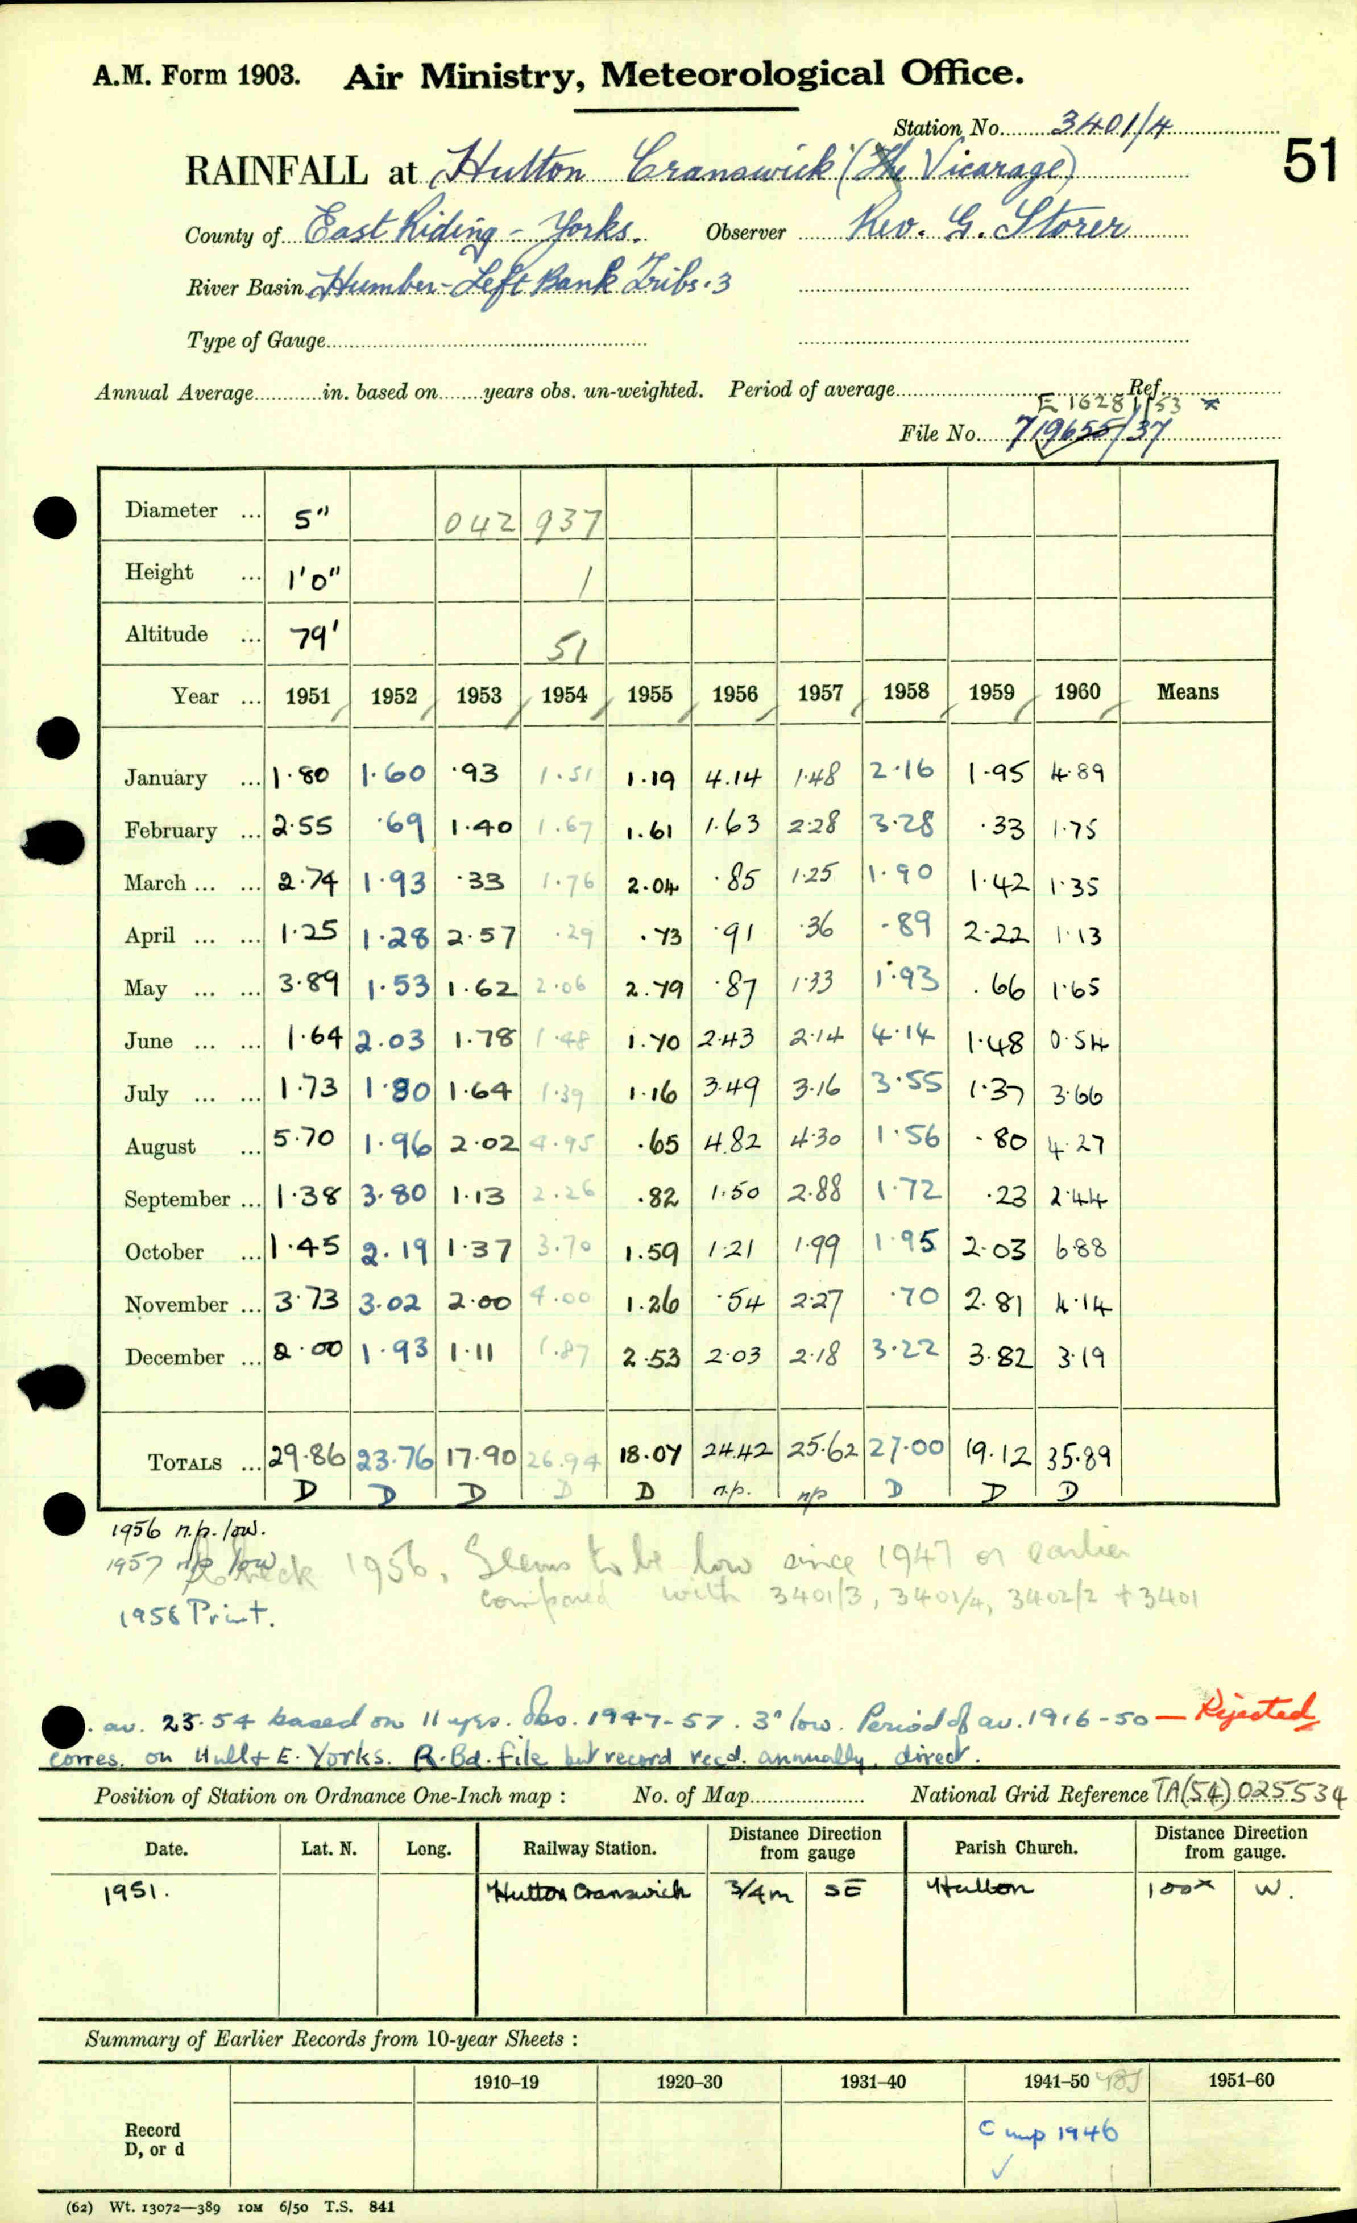 A.M. Form 1903. Air Ministry, Meteorological Office.
Station No. 3401/4
51
RAINFALL at Hutton Cranswick (The Vicarage)
County of East Riding - Yorks. Observer Rev. G. Storer
River Basin Humber - Left Bank Tribs. 3
Type of Gauge
Annual Average in. based on years obs. un-weighted. Period of average Ref.
E 16281/53 *
File No. 719655/37
Diameter ... 5" 042 937
Height ... 1'0" 1
Altitude ... 79' 51
Year ... 1951 1952 1953 1954 1955 1956 1957 1958 1959 1960 Means
January ... 1.80 1.60 .93 1.51 1.19 4.14 1.48 2.16 1.95 4.89
February ... 2.55 .69 1.40 1.67 1.61 1.63 2.28 3.28 .33 1.75
March ... ... 2.74 1.93 .33 1.76 2.04 .85 1.25 1.90 1.42 1.35
April ... ... 1.25 1.28 2.57 .29 .73 .91 .36 .89 2.22 1.13
May ... ... 3.89 1.53 1.62 2.06 2.79 .87 1.33 1.93 .66 1.65
June ... ... 1.64 2.03 1.78 1.48 1.70 2.43 2.14 4.14 1.48 0.54
July ... ... 1.73 1.80 1.64 1.39 1.16 3.49 3.16 3.55 1.37 3.66
August ... 5.70 1.96 2.02 4.95 .65 4.82 4.30 1.56 .80 4.27
September ... 1.38 3.80 1.13 2.26 .82 1.50 2.88 1.72 .23 2.44
October ... 1.45 2.19 1.37 3.70 1.59 1.21 1.99 1.95 2.03 6.88
November ... 3.73 3.02 2.00 4.00 1.26 .54 2.27 .70 2.81 4.14
December ... 2.00 1.93 1.11 1.87 2.53 2.03 2.18 3.22 3.82 3.19
TOTALS ... 29.86 23.76 17.90 26.94 18.07 24.42 25.62 27.00 19.12 35.89
D D D D D n.p. np D D D
1956 n.p. low.
1957 np low
Check 1956. Seems to be low since 1947 or earlier
compared with 3401/3, 3401/4, 3402/2 + 3401
1958 Print.
. av. 23.54 based on 11 yrs. Obs. 1947-57. 3" low. Period of av. 1916-50 — Rejected
corres. on Hull & E. Yorks. R. Bd. file but record recd. annually, direct.
Position of Station on Ordnance One-Inch map : No. of Map National Grid Reference TA(54) 025534
Date. Lat. N. Long. Railway Station. Distance from Direction gauge Parish Church. Distance from Direction gauge.
1951. Hutton Cranswick 3/4m SE Hutton 100x W.
Summary of Earlier Records from 10-year Sheets :
1910-19 1920-30 1931-40 1941-50 1951-60
Record
D, or d
C 1946
(62) Wt. 13072—389 10M 6/50 T.S. 841